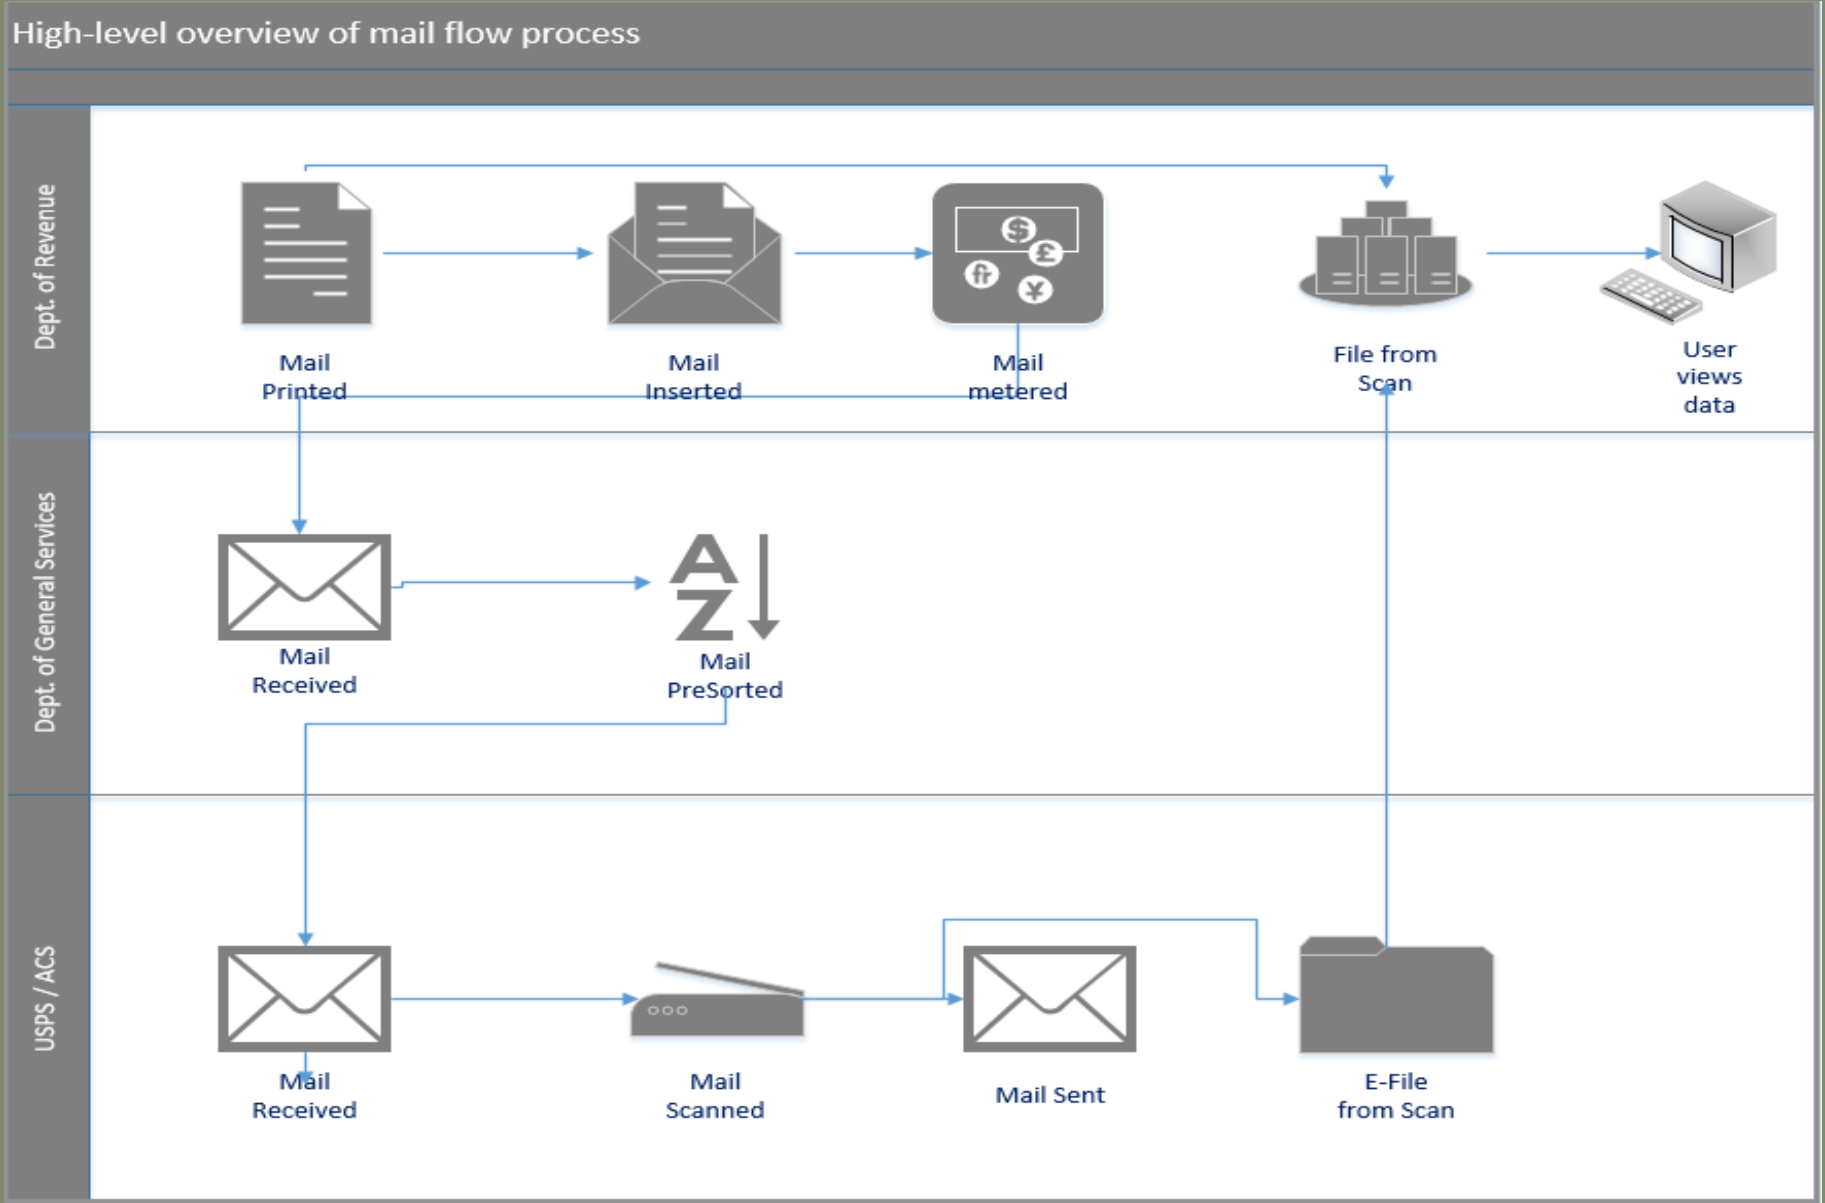 High-level overview of mail flow process
Dept. of Revenue
Mail
Printed
Mail
Inserted
$
£
fr
¥
Mail
metered
File from
Scan
User
views
data
Dept. of General Services
Mail
Received
A
Z
Mail
PreSorted
USPS / ACS
Mail
Received
Mail
Scanned
Mail Sent
E-File
from Scan